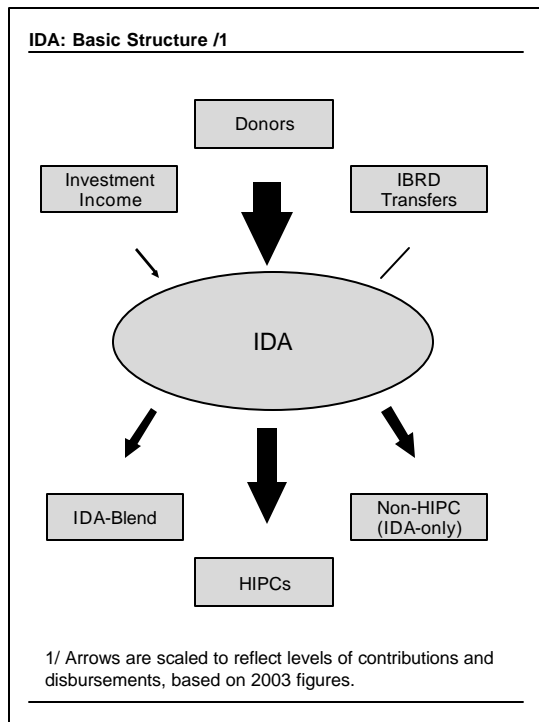 IDA: Basic Structure /1
Donors
Investment
Income
IBRD
Transfers
IDA
IDA-Blend
Non-HIPC
(IDA-only)
HIPCs
1/ Arrows are scaled to reflect levels of contributions and
disbursements, based on 2003 figures.